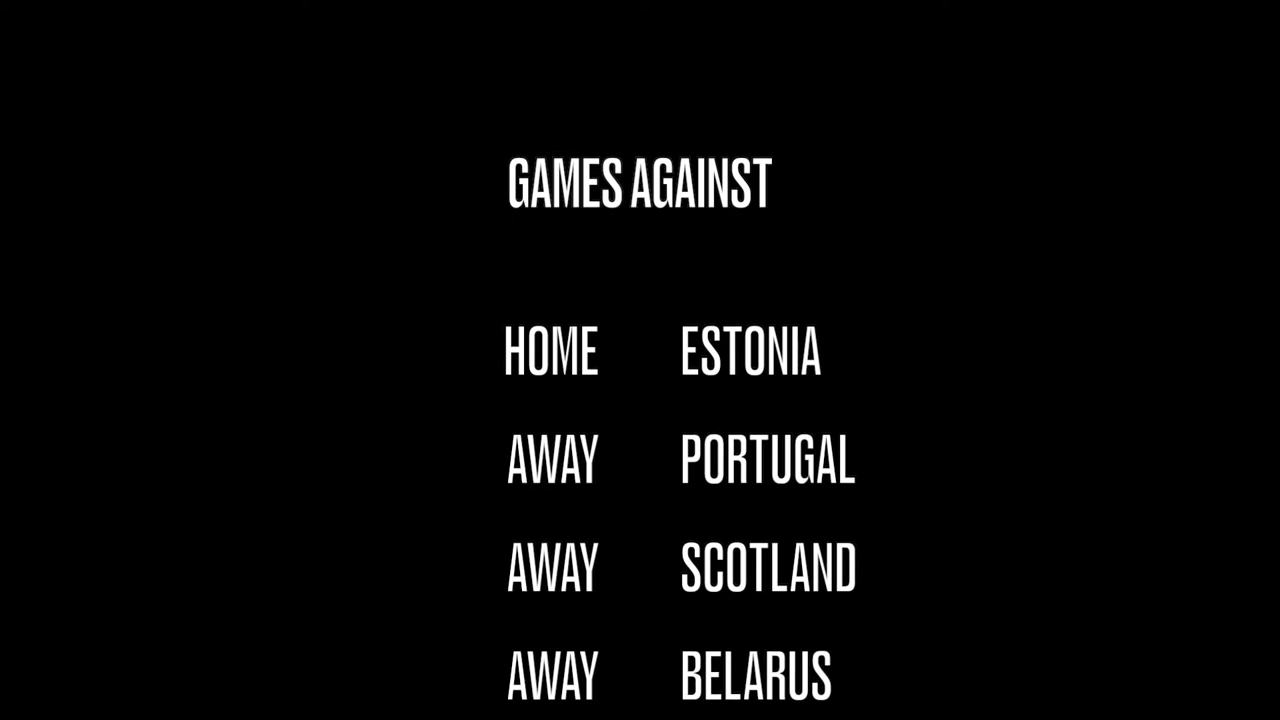 GAMES AGAINST
HOME ESTONIA
AWAY PORTUGAL
AWAY SCOTLAND
AWAY BELARUS